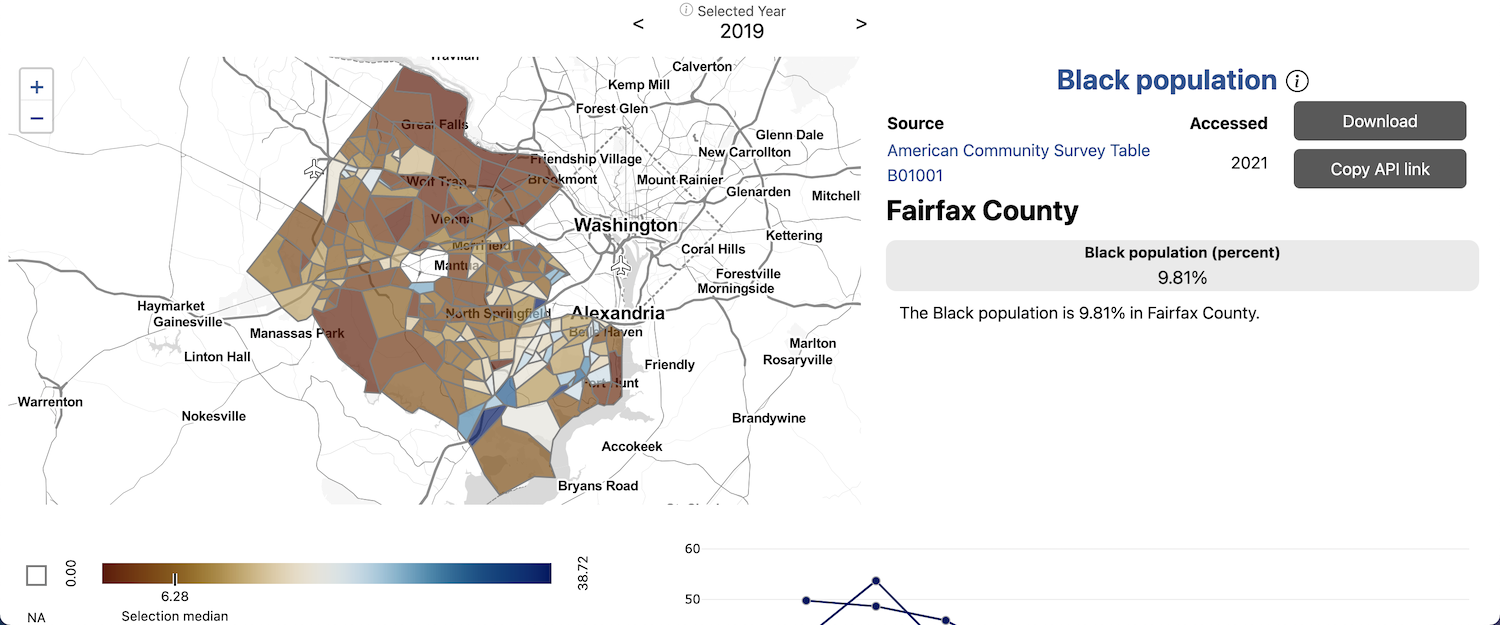 Selected Year
< 2019 >
Black population
Source
Accessed
American Community Survey Table
B01001
2021
Download
Copy API link
Fairfax County
Black population (percent)
9.81%
The Black population is 9.81% in Fairfax County.
+
−
Calverton
Kemp Mill
Forest Glen
Great Falls
Glenn Dale
New Carrollton
Friendship Village
Brookmont
Mount Rainier
Wolf Trap
Glenarden
Mitchell
Vienna
Washington
Kettering
Merrifield
Coral Hills
Mantua
Forestville
Morningside
Haymarket
Gainesville
North Springfield
Alexandria
Manassas Park
Belle Haven
Marlton
Linton Hall
Rosaryville
Friendly
Fort Hunt
Warrenton
Nokesville
Brandywine
Accokeek
Bryans Road
0.00
38.72
6.28
Selection median
NA
60
50